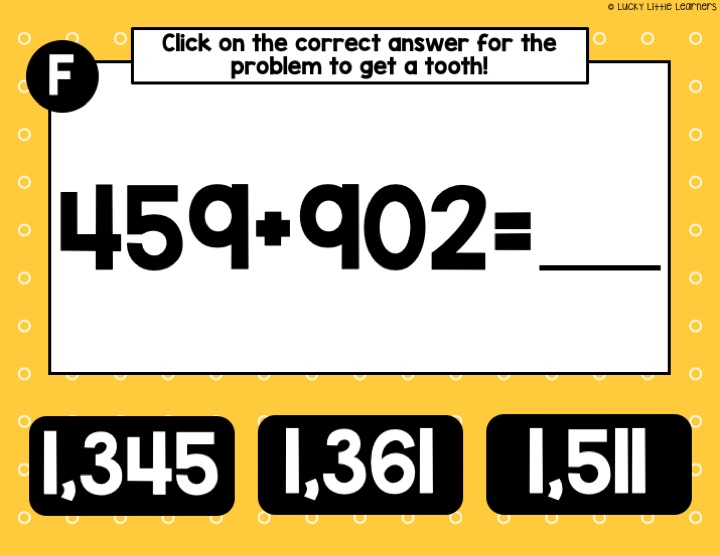 © Lucky Little Learners
Click on the correct answer for the
problem to get a tooth!
F
459+902=___
1,345
1,361
1,511